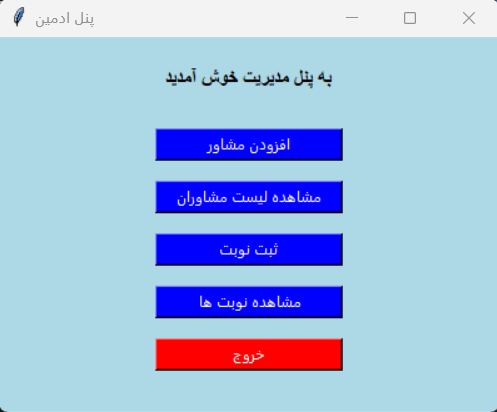 پنل ادمین
به پنل مدیریت خوش آمدید
افزودن مشاور
مشاهده لیست مشاوران
ثبت نوبت
مشاهده نوبت ها
خروج